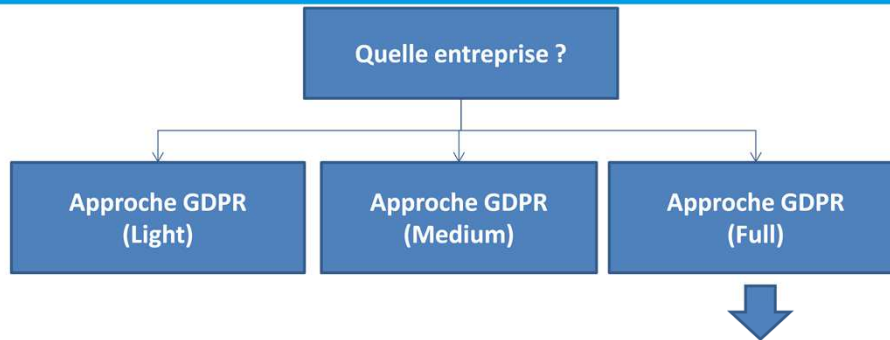 Quelle entreprise ?
Approche GDPR
(Light)
Approche GDPR
(Medium)
Approche GDPR
(Full)